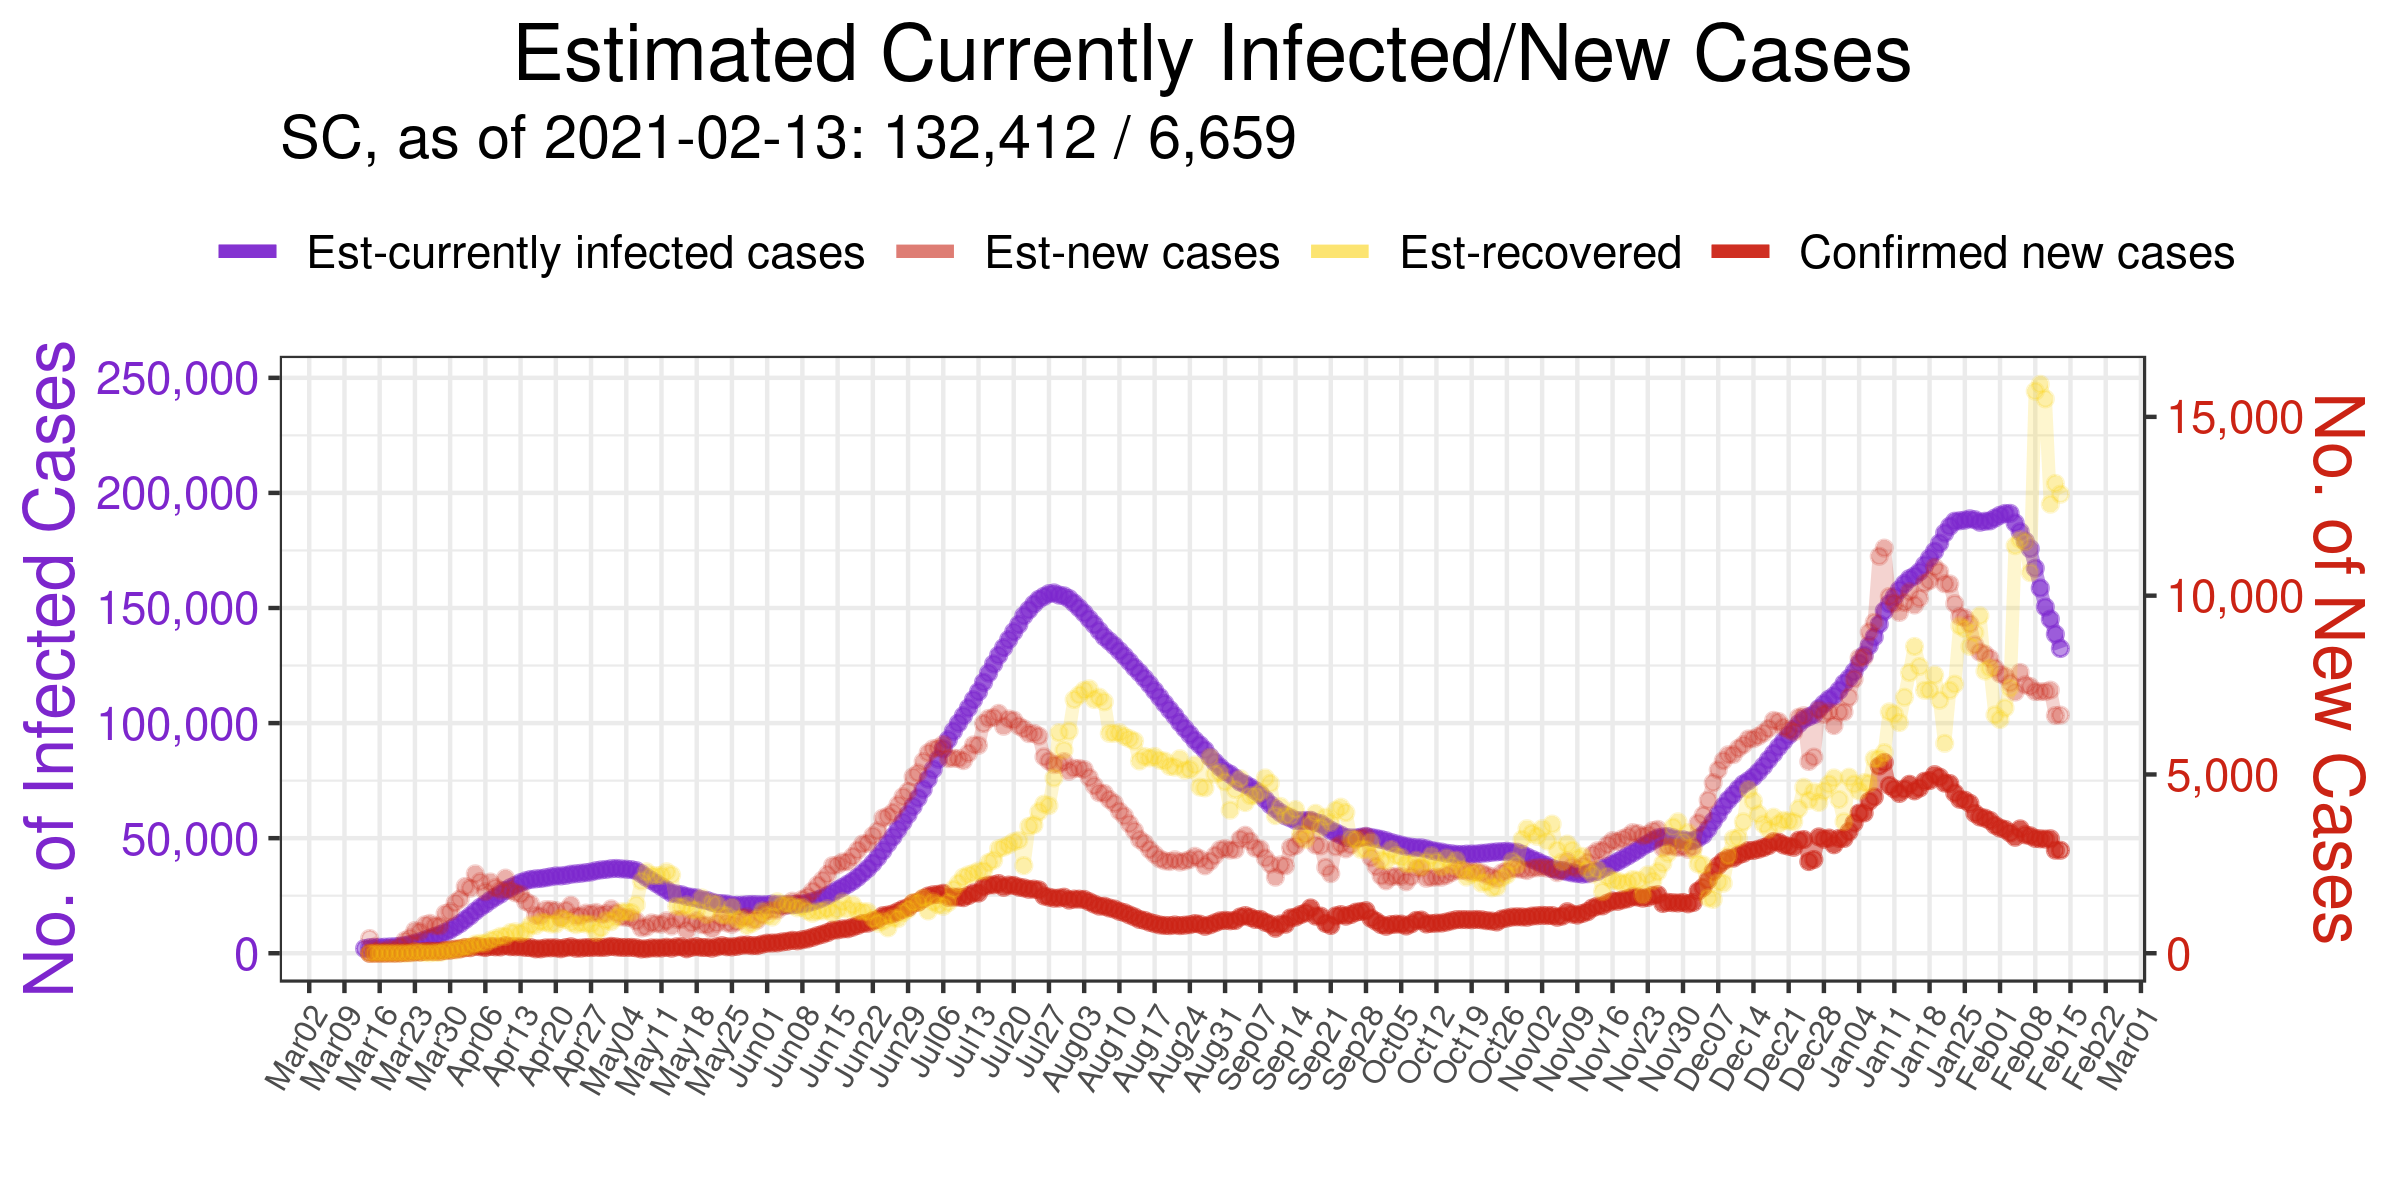 Estimated Currently Infected/New Cases
SC, as of 2021-02-13: 132,412 / 6,659
Est-currently infected cases
Est-new cases
Est-recovered
Confirmed new cases
No. of Infected Cases
250,000
200,000
150,000
100,000
50,000
0
15,000
10,000
5,000
0
No. of New Cases
Mar02
Mar09
Mar16
Mar23
Mar30
Apr06
Apr13
Apr20
Apr27
May04
May11
May18
May25
Jun01
Jun08
Jun15
Jun22
Jun29
Jul06
Jul13
Jul20
Jul27
Aug03
Aug10
Aug17
Aug24
Aug31
Sep07
Sep14
Sep21
Sep28
Oct05
Oct12
Oct19
Oct26
Nov02
Nov09
Nov16
Nov23
Nov30
Dec07
Dec14
Dec21
Dec28
Jan04
Jan11
Jan18
Jan25
Feb01
Feb08
Feb15
Feb22
Mar01